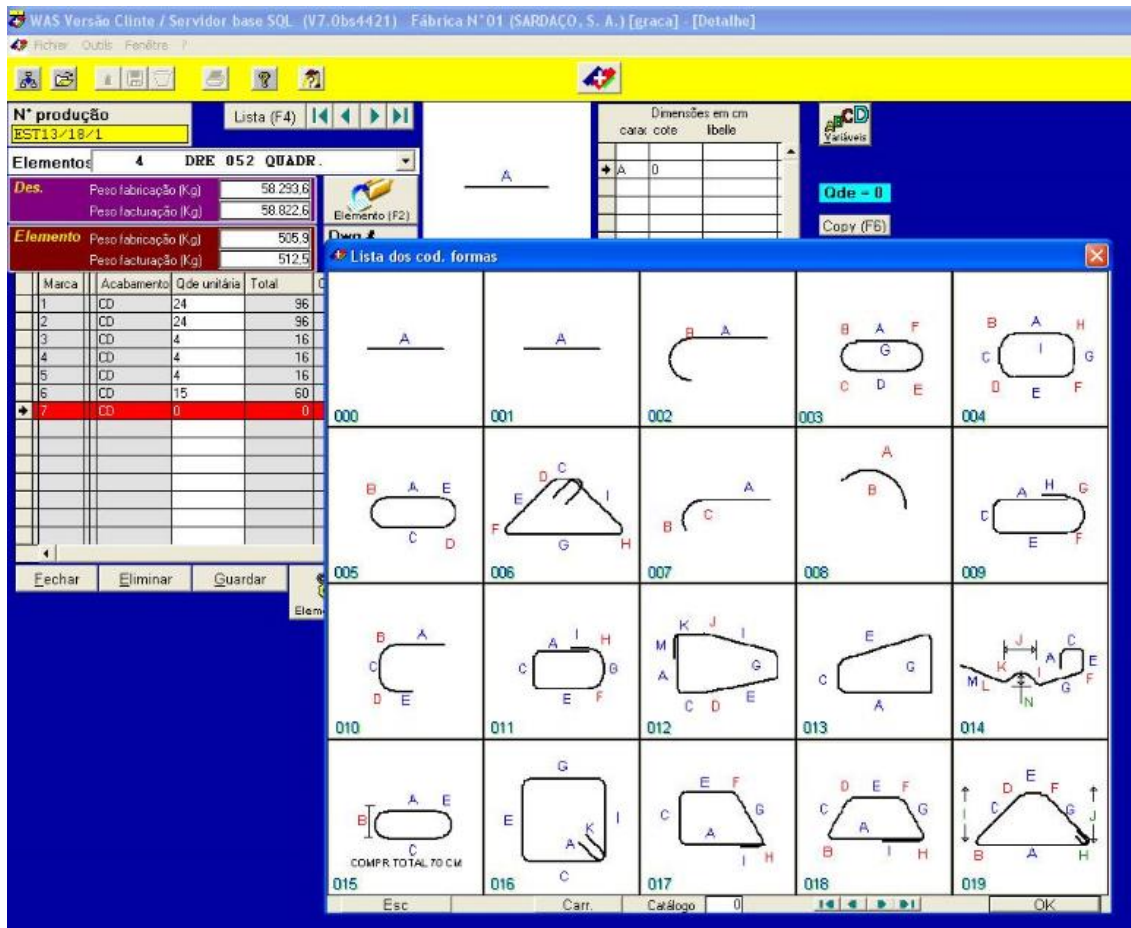 WAS Versão Clinte / Servidor base SQL (V7.0bs4421) Fábrica N°01 (SARDAÇO, S. A.) [graca] - [Detalhe]
Fichier Outils Fenêtre ?
N° produção
Lista (F4)
EST13/18/1
Elementos 4 DRE 052 QUADR.
Des. Peso fabricação (Kg) 58.293,6
Peso facturação (Kg) 58.822,6
Elemento (F2)
Elemento Peso fabricação (Kg) 505,9
Peso facturação (Kg) 512,5
Dwg
A
Dimensões em cm
carac cote libelle
A 0
ABCD
Variáveis
Qde = 0
Copy (F6)
Marca Acabamento Qde unitária Total
1 CD 24 96
2 CD 24 96
3 CD 4 16
4 CD 4 16
5 CD 4 16
6 CD 15 60
7 CD 0 0
Fechar Eliminar Guardar
Elem
Lista dos cod. formas
A
000
A
001
B A
002
B A F
G
C D E
003
B A H
C I G
D E F
004
B A E
C D
005
D C
E I
F G H
006
A
B C
007
A
B
008
A H G
C
E F
009
B A
C
D E
010
A I H
C G
E F
011
K J I
M
A G
C D E
012
E
C G
A
013
J C
K I A E
M L G F
N
014
A E
B
C
COMPR. TOTAL 70 CM
015
G
E I
K
A
C
016
E F
C G
A
I H
017
D E F
C G
A
B I H
018
E
D F
I C G J
B A H
019
Esc Carr. Catálogo 0 OK